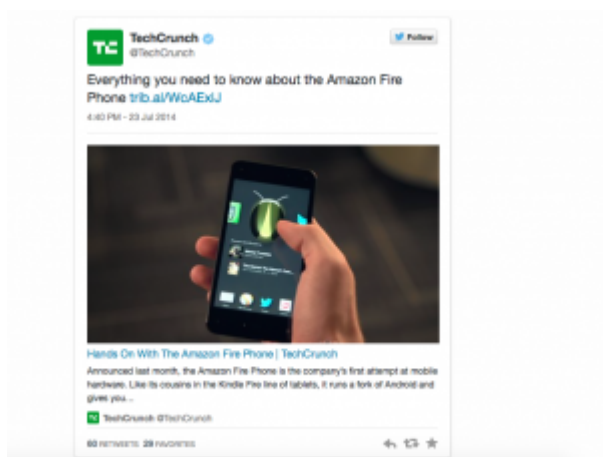 TechCrunch
@TechCrunch
Follow
Everything you need to know about the Amazon Fire
Phone trib.al/WoAExlJ
4:40 PM - 23 Jul 2014
Hands On With The Amazon Fire Phone | TechCrunch
Announced last month, the Amazon Fire Phone is the company's first attempt at mobile
hardware. Like its cousins in the Kindle Fire line of tablets, it runs a fork of Android and
gives you...
TechCrunch @TechCrunch
60 RETWEETS 29 FAVORITES